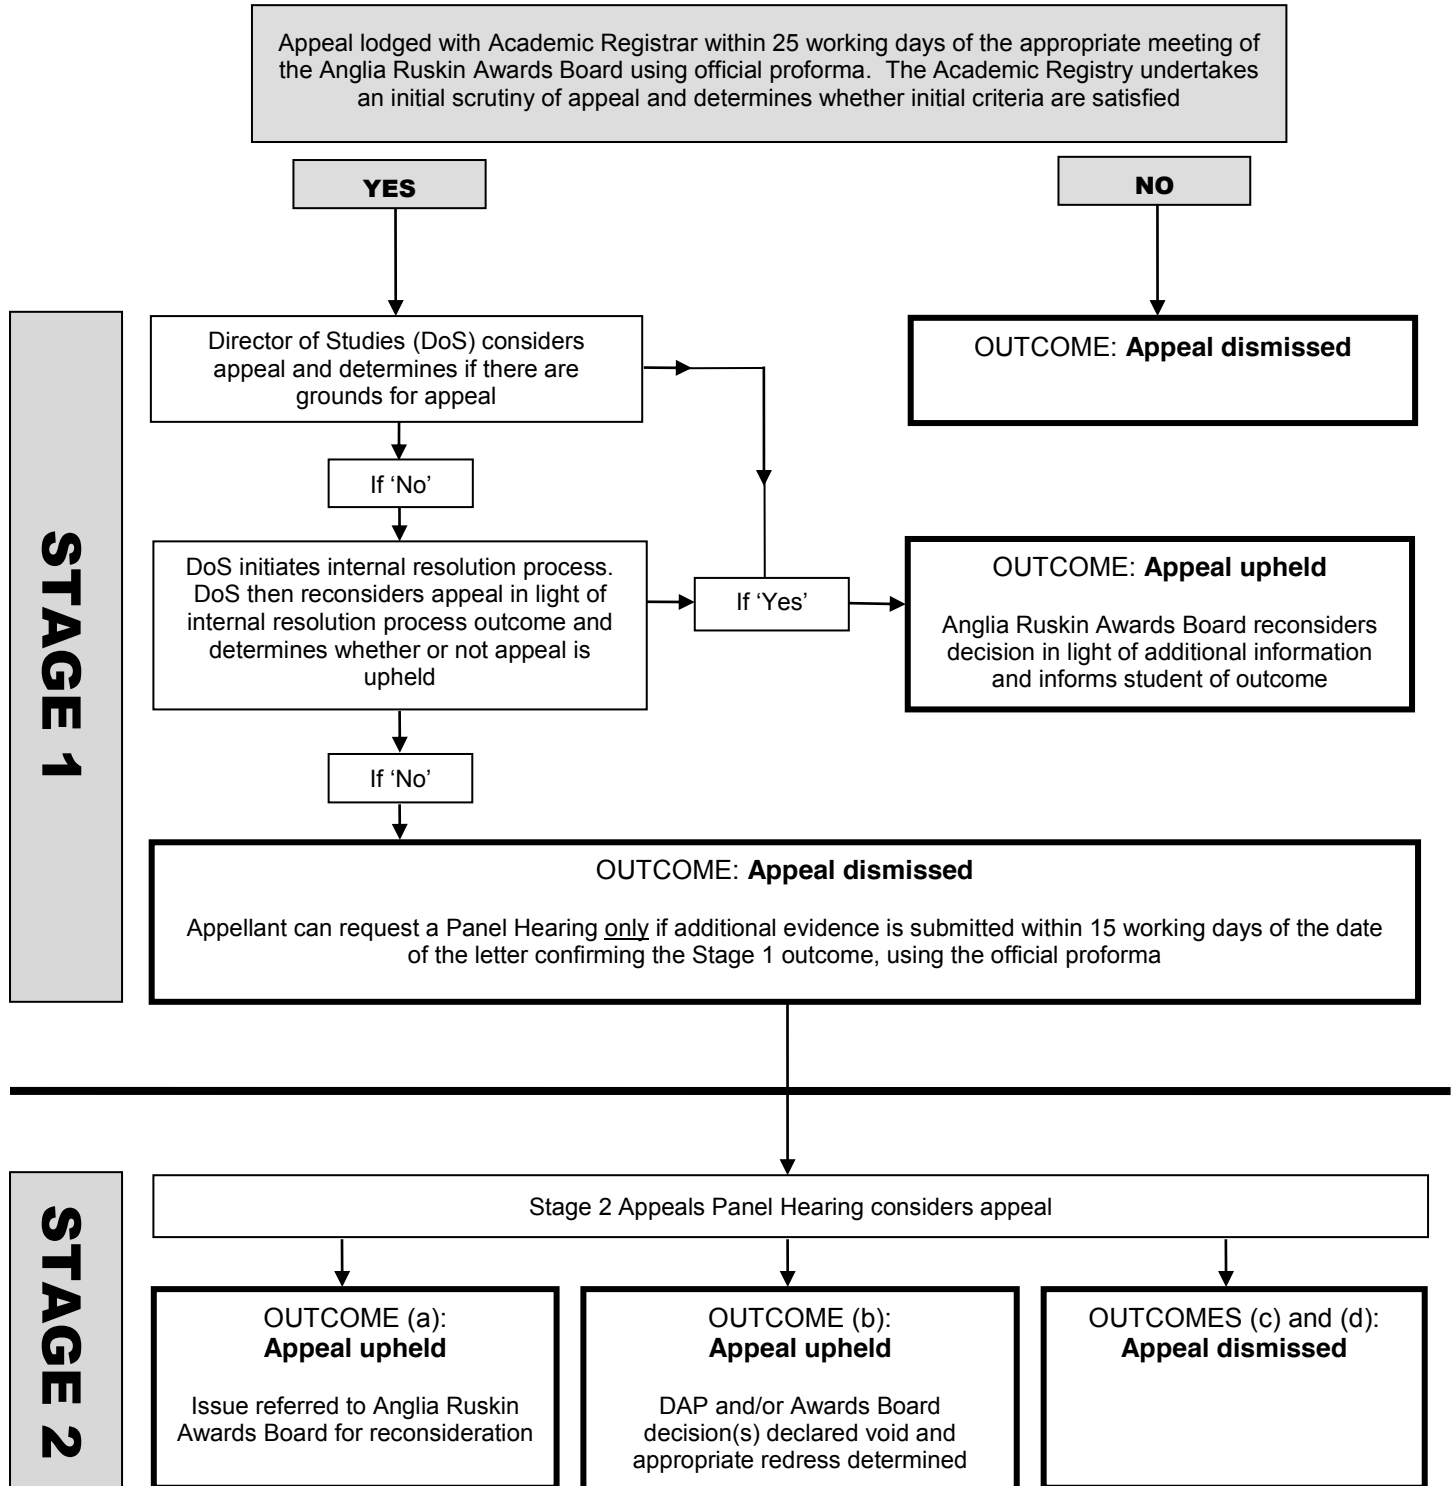 Appeal lodged with Academic Registrar within 25 working days of the appropriate meeting of
the Anglia Ruskin Awards Board using official proforma. The Academic Registry undertakes
an initial scrutiny of appeal and determines whether initial criteria are satisfied
YES
NO
STAGE 1
Director of Studies (DoS) considers
appeal and determines if there are
grounds for appeal
OUTCOME: Appeal dismissed
If ‘No’
DoS initiates internal resolution process.
DoS then reconsiders appeal in light of
internal resolution process outcome and
determines whether or not appeal is
upheld
If ‘Yes’
OUTCOME: Appeal upheld
Anglia Ruskin Awards Board reconsiders
decision in light of additional information
and informs student of outcome
If ‘No’
OUTCOME: Appeal dismissed
Appellant can request a Panel Hearing only if additional evidence is submitted within 15 working days of the date
of the letter confirming the Stage 1 outcome, using the official proforma
STAGE 2
Stage 2 Appeals Panel Hearing considers appeal
OUTCOME (a):
Appeal upheld
Issue referred to Anglia Ruskin
Awards Board for reconsideration
OUTCOME (b):
Appeal upheld
DAP and/or Awards Board
decision(s) declared void and
appropriate redress determined
OUTCOMES (c) and (d):
Appeal dismissed